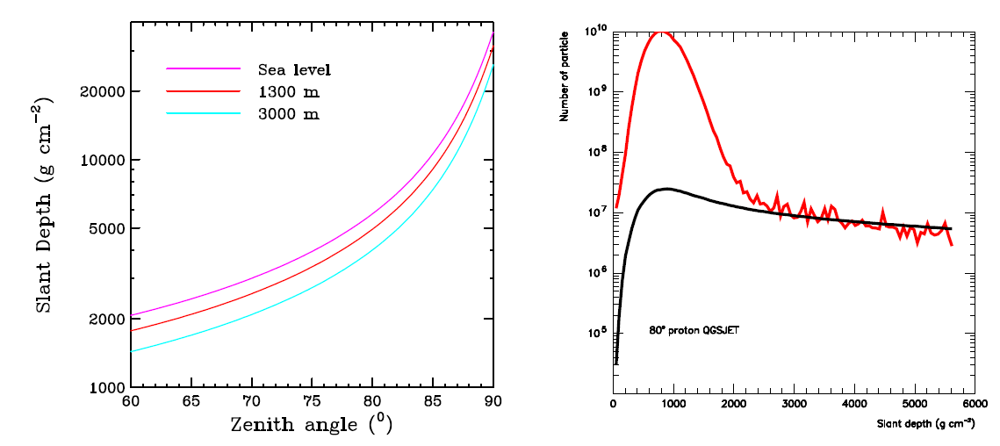 Slant Depth (g cm⁻²)
20000
10000
5000
2000
1000
Sea level
1300 m
3000 m
60 65 70 75 80 85 90
Zenith angle (⁰)
Number of particle
10¹⁰
10⁹
10⁸
10⁷
10⁶
10⁵
80° proton QGSJET
0 1000 2000 3000 4000 5000 6000
Slant depth (g cm⁻²)